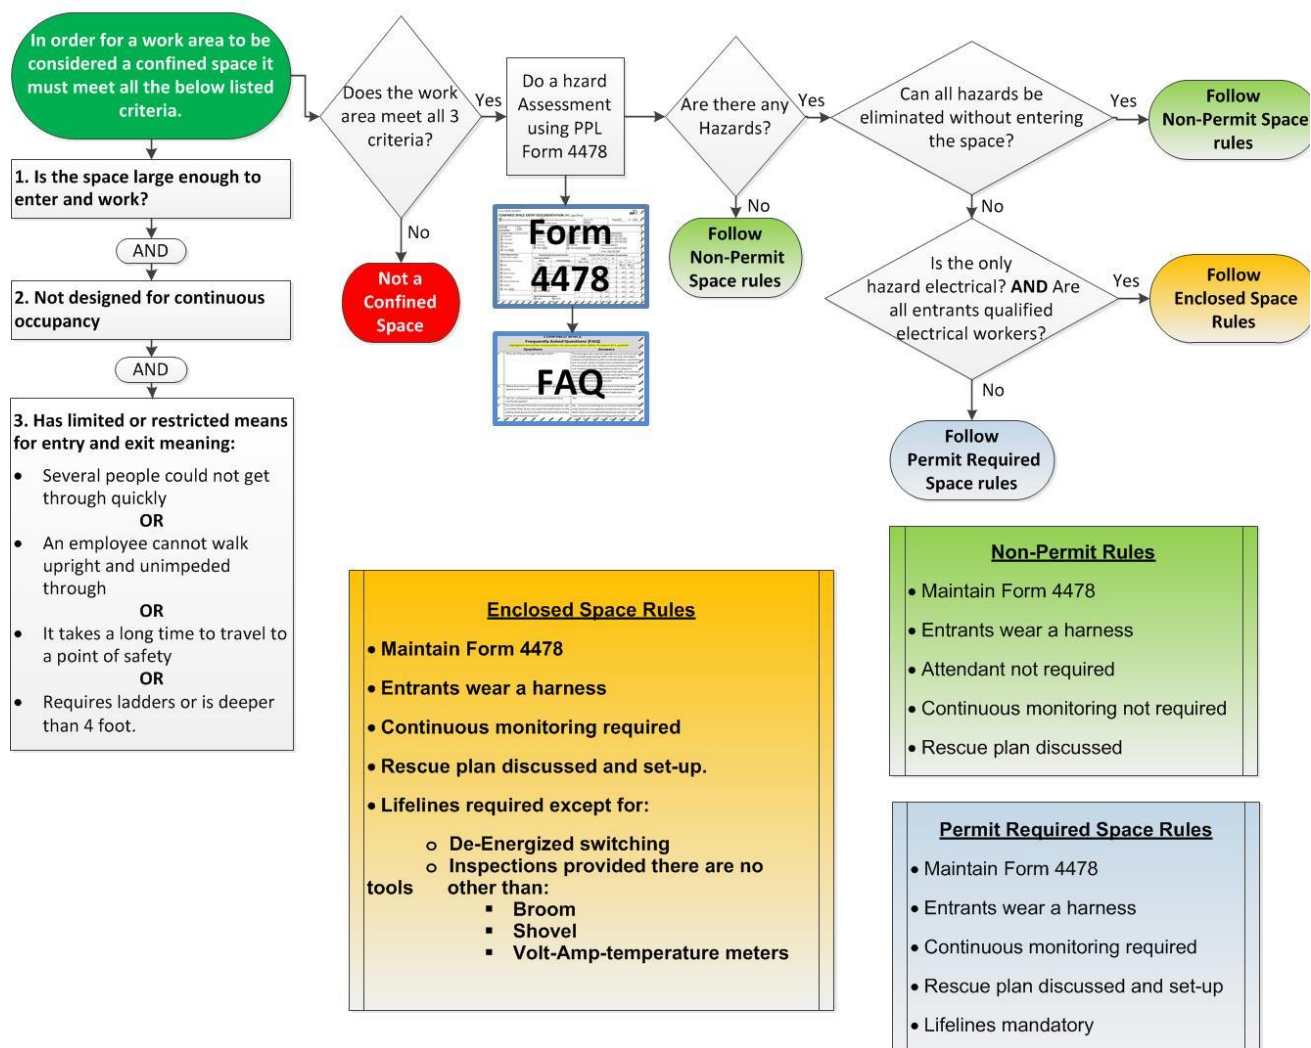 In order for a work area to be
considered a confined space it
must meet all the below listed
criteria.
1. Is the space large enough to
enter and work?
AND
2. Not designed for continuous
occupancy
AND
3. Has limited or restricted means
for entry and exit meaning:
• Several people could not get
through quickly
OR
• An employee cannot walk
upright and unimpeded
through
OR
• It takes a long time to travel to
a point of safety
OR
• Requires ladders or is deeper
than 4 foot.
Does the work
area meet all 3
criteria?
Yes
No
Not a
Confined
Space
Do a hzard
Assessment
using PPL
Form 4478
Form
4478
CONFINED SPACE
Frequently Asked Questions (FAQ)
Questions Answers
FAQ
Are there any
Hazards?
Yes
No
Follow
Non-Permit
Space rules
Can all hazards be
eliminated without entering
the space?
Yes
Follow
Non-Permit Space
rules
No
Is the only
hazard electrical? AND Are
all entrants qualified
electrical workers?
Yes
Follow
Enclosed Space
Rules
No
Follow
Permit Required
Space rules
Enclosed Space Rules
• Maintain Form 4478
• Entrants wear a harness
• Continuous monitoring required
• Rescue plan discussed and set-up.
• Lifelines required except for:
o De-Energized switching
o Inspections provided there are no
tools other than:
▪ Broom
▪ Shovel
▪ Volt-Amp-temperature meters
Non-Permit Rules
• Maintain Form 4478
• Entrants wear a harness
• Attendant not required
• Continuous monitoring not required
• Rescue plan discussed
Permit Required Space Rules
• Maintain Form 4478
• Entrants wear a harness
• Continuous monitoring required
• Rescue plan discussed and set-up
• Lifelines mandatory